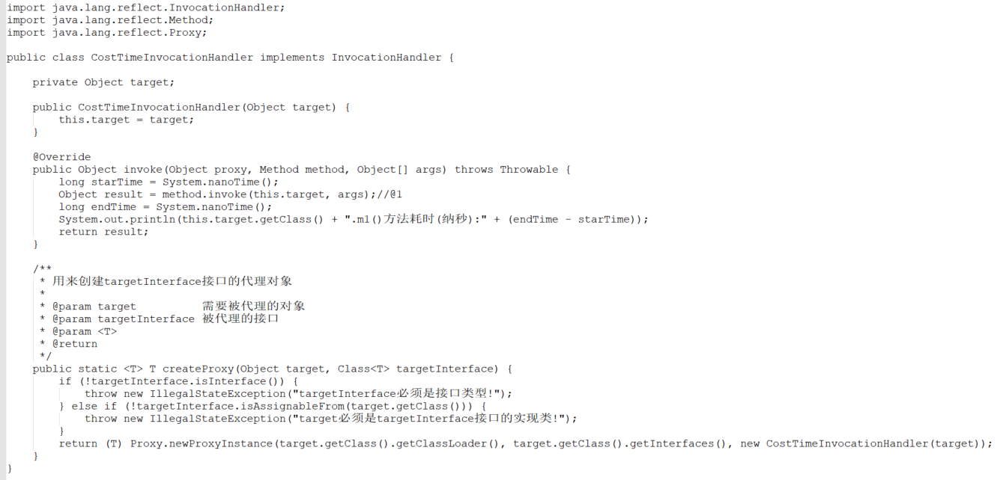 import java.lang.reflect.InvocationHandler;
import java.lang.reflect.Method;
import java.lang.reflect.Proxy;

public class CostTimeInvocationHandler implements InvocationHandler {

    private Object target;

    public CostTimeInvocationHandler(Object target) {
        this.target = target;
    }

    @Override
    public Object invoke(Object proxy, Method method, Object[] args) throws Throwable {
        long starTime = System.nanoTime();
        Object result = method.invoke(this.target, args);//@1
        long endTime = System.nanoTime();
        System.out.println(this.target.getClass() + ".m1()方法耗时(纳秒):" + (endTime - starTime));
        return result;
    }

    /**
     * 用来创建targetInterface接口的代理对象
     *
     * @param target          需要被代理的对象
     * @param targetInterface 被代理的接口
     * @param <T>
     * @return
     */
    public static <T> T createProxy(Object target, Class<T> targetInterface) {
        if (!targetInterface.isInterface()) {
            throw new IllegalStateException("targetInterface必须是接口类型!");
        } else if (!targetInterface.isAssignableFrom(target.getClass())) {
            throw new IllegalStateException("target必须是targetInterface接口的实现类!");
        }
        return (T) Proxy.newProxyInstance(target.getClass().getClassLoader(), target.getClass().getInterfaces(), new CostTimeInvocationHandler(target));
    }
}